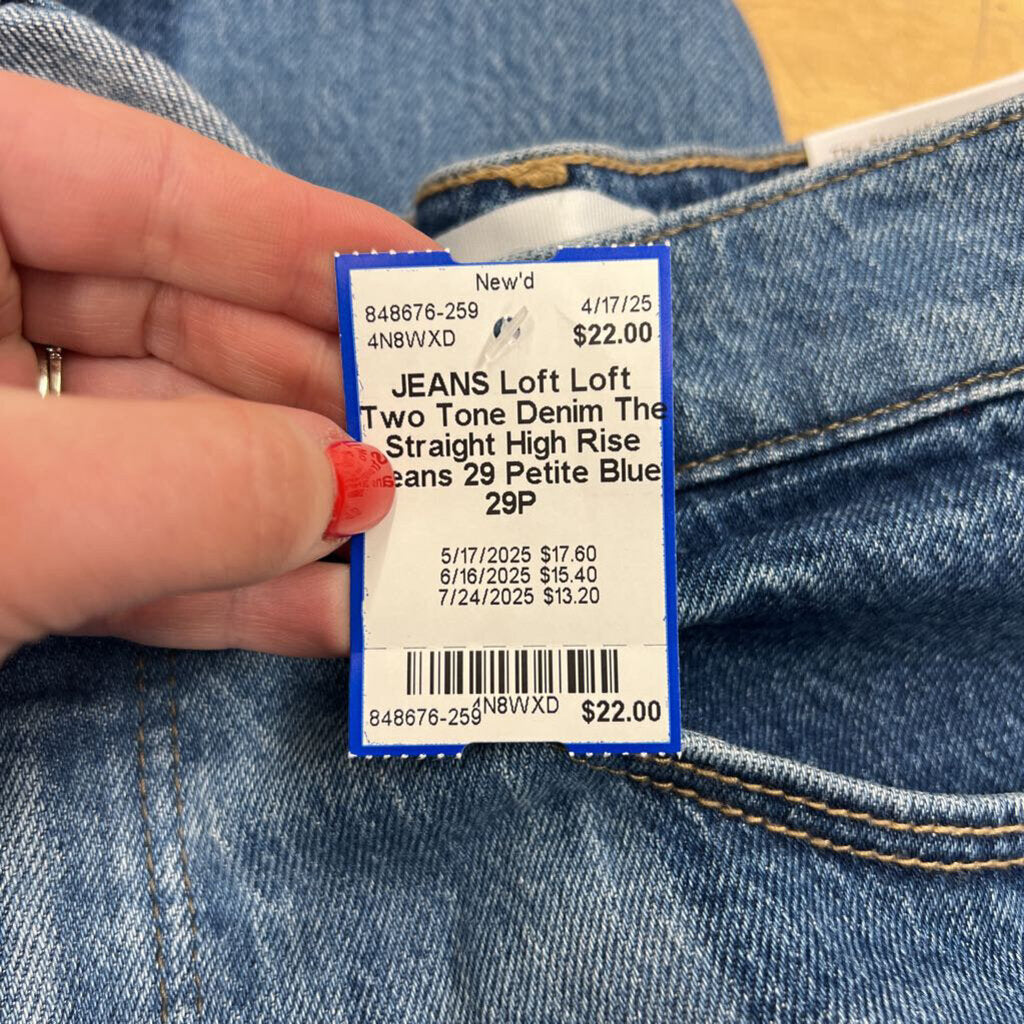 New'd
848676-259 4/17/25
4N8WXD $22.00
JEANS Loft Loft
Two Tone Denim The
Straight High Rise
eans 29 Petite Blue
29P
5/17/2025 $17.60
6/16/2025 $15.40
7/24/2025 $13.20
4N8WXD
848676-259 $22.00